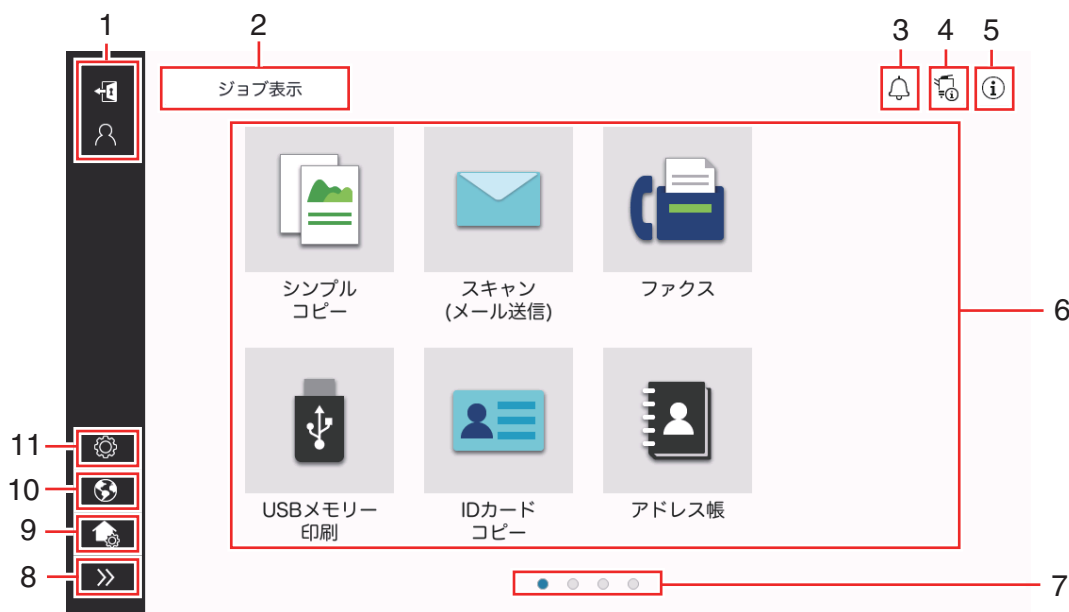 1
2
3
4
5
ジョブ表示
シンプル
コピー
スキャン
(メール送信)
ファクス
6
11
10
9
8
USBメモリー
印刷
IDカード
コピー
アドレス帳
7